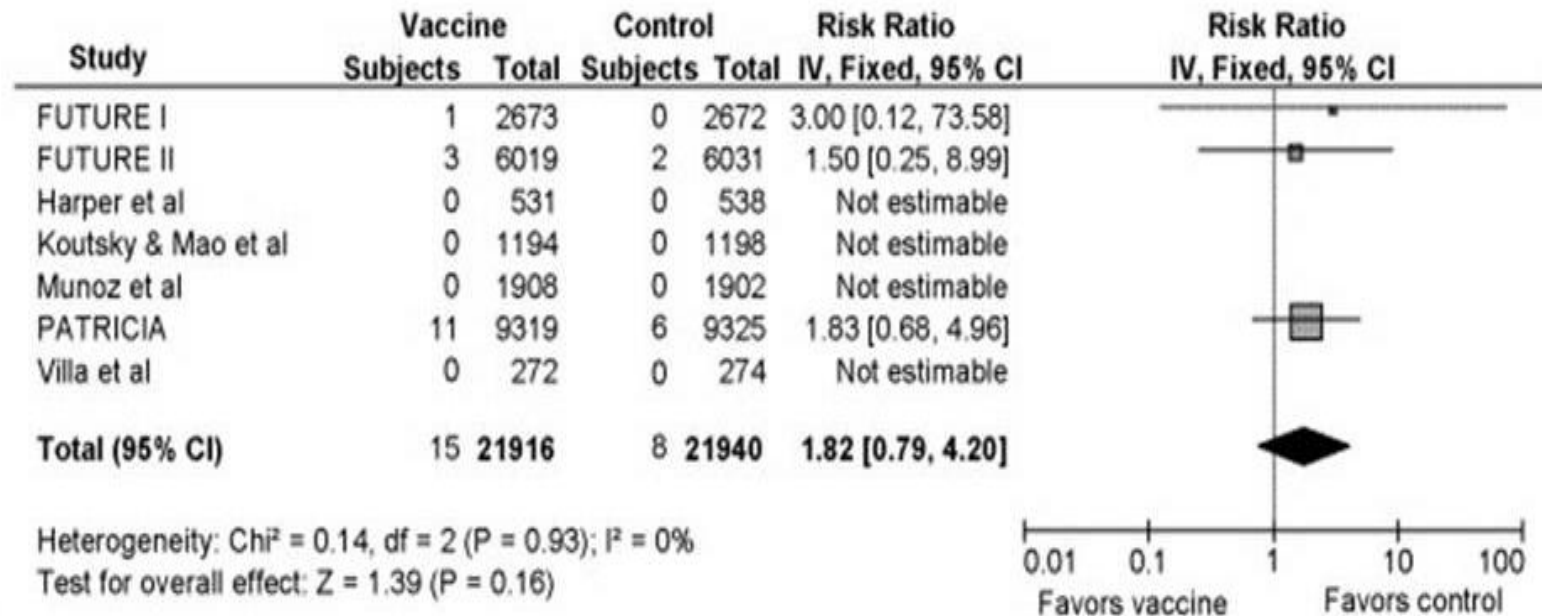 Vaccine Control Risk Ratio Risk Ratio
Study Subjects Total Subjects Total IV, Fixed, 95% CI IV, Fixed, 95% CI
FUTURE I 1 2673 0 2672 3.00 [0.12, 73.58]
FUTURE II 3 6019 2 6031 1.50 [0.25, 8.99]
Harper et al 0 531 0 538 Not estimable
Koutsky & Mao et al 0 1194 0 1198 Not estimable
Munoz et al 0 1908 0 1902 Not estimable
PATRICIA 11 9319 6 9325 1.83 [0.68, 4.96]
Villa et al 0 272 0 274 Not estimable
Total (95% CI) 15 21916 8 21940 1.82 [0.79, 4.20]
Heterogeneity: Chi² = 0.14, df = 2 (P = 0.93); I² = 0%
Test for overall effect: Z = 1.39 (P = 0.16)
0.01 0.1 1 10 100
Favors vaccine Favors control